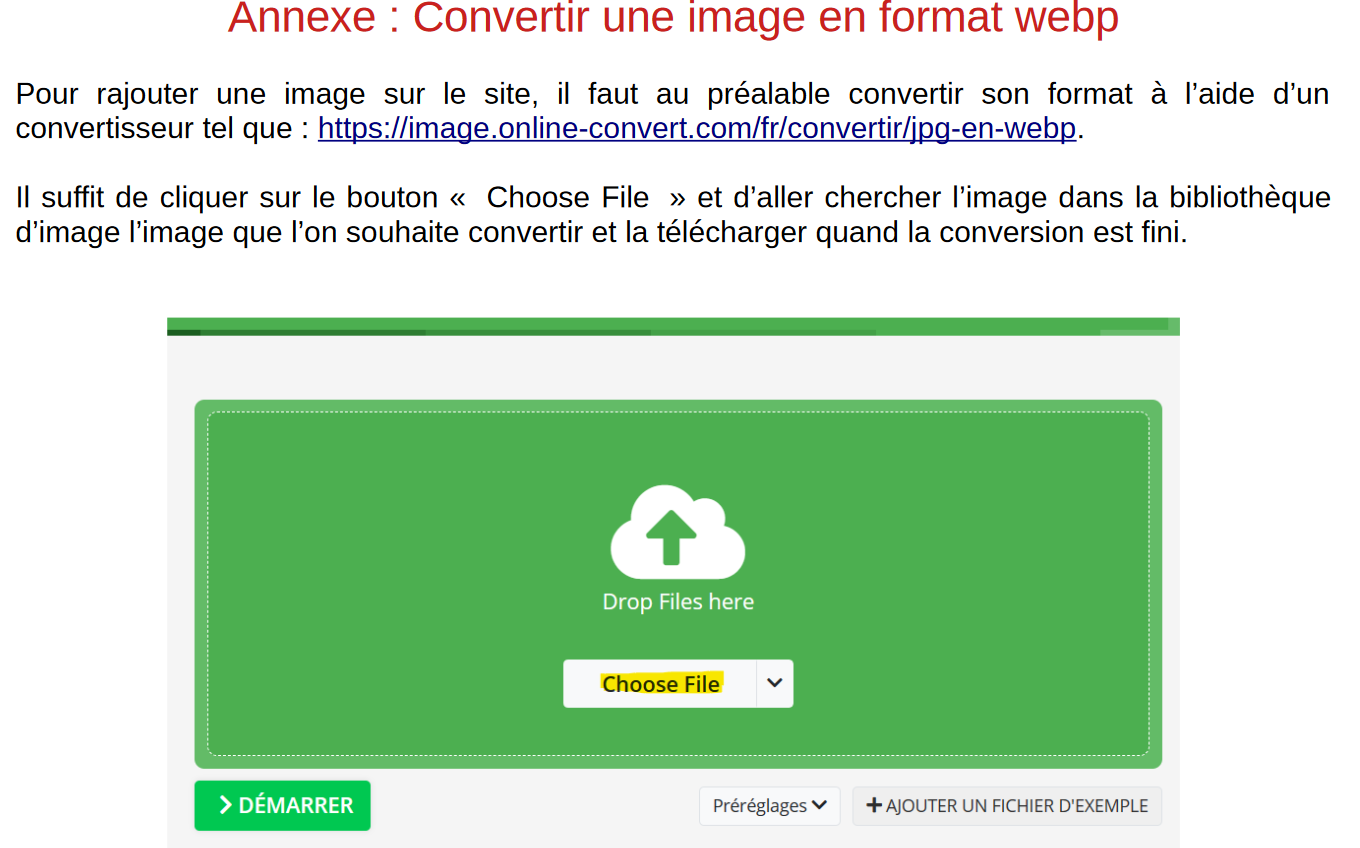 Annexe : Convertir une image en format webp
Pour rajouter une image sur le site, il faut au préalable convertir son format à l’aide d’un
convertisseur tel que : https://image.online-convert.com/fr/convertir/jpg-en-webp.
Il suffit de cliquer sur le bouton « Choose File » et d’aller chercher l’image dans la bibliothèque
d’image l’image que l’on souhaite convertir et la télécharger quand la conversion est fini.
Drop Files here
Choose File
DÉMARRER
Préréglages
AJOUTER UN FICHIER D'EXEMPLE